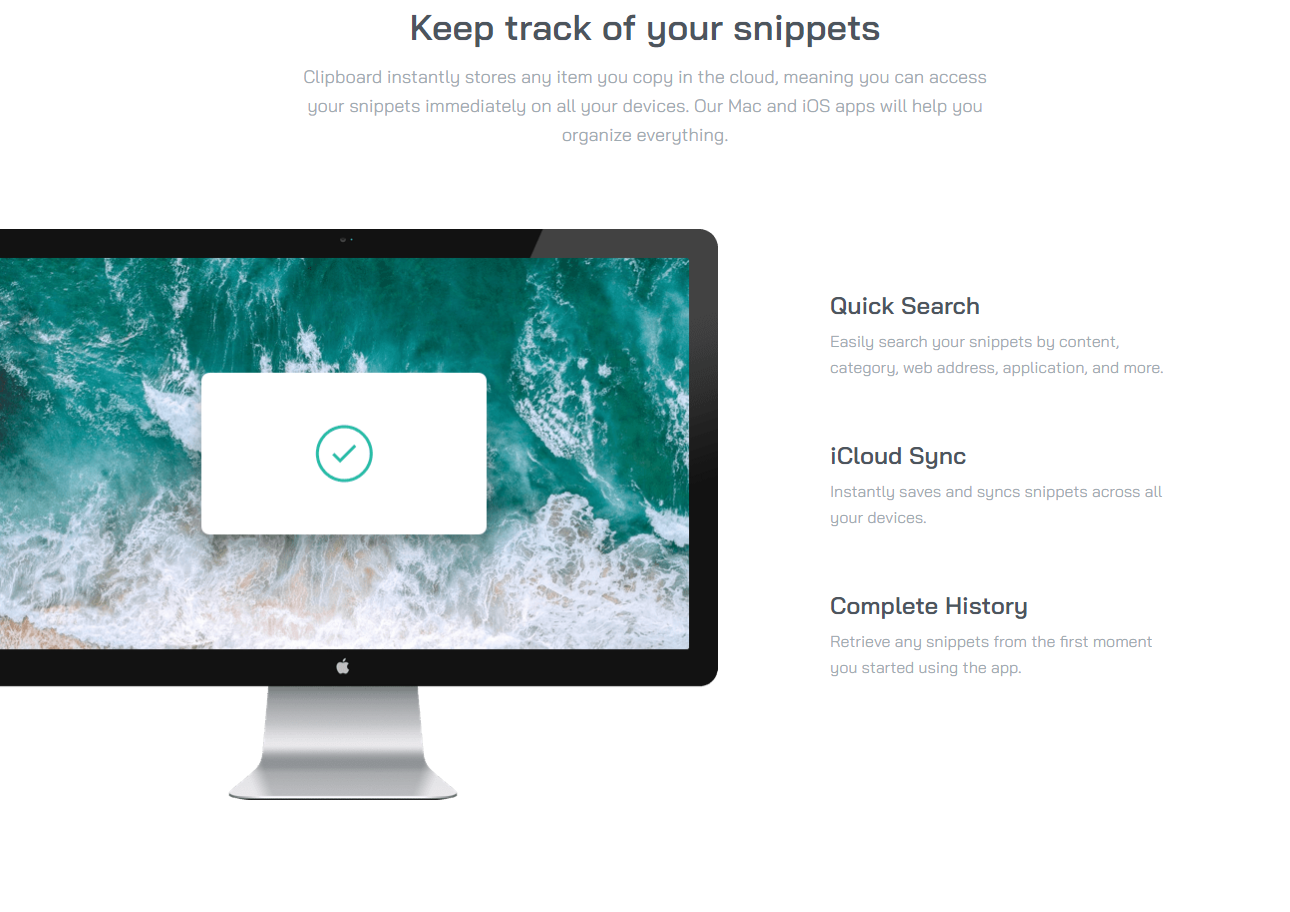 Keep track of your snippets
Clipboard instantly stores any item you copy in the cloud, meaning you can access
your snippets immediately on all your devices. Our Mac and iOS apps will help you
organize everything.
Quick Search
Easily search your snippets by content,
category, web address, application, and more.
iCloud Sync
Instantly saves and syncs snippets across all
your devices.
Complete History
Retrieve any snippets from the first moment
you started using the app.